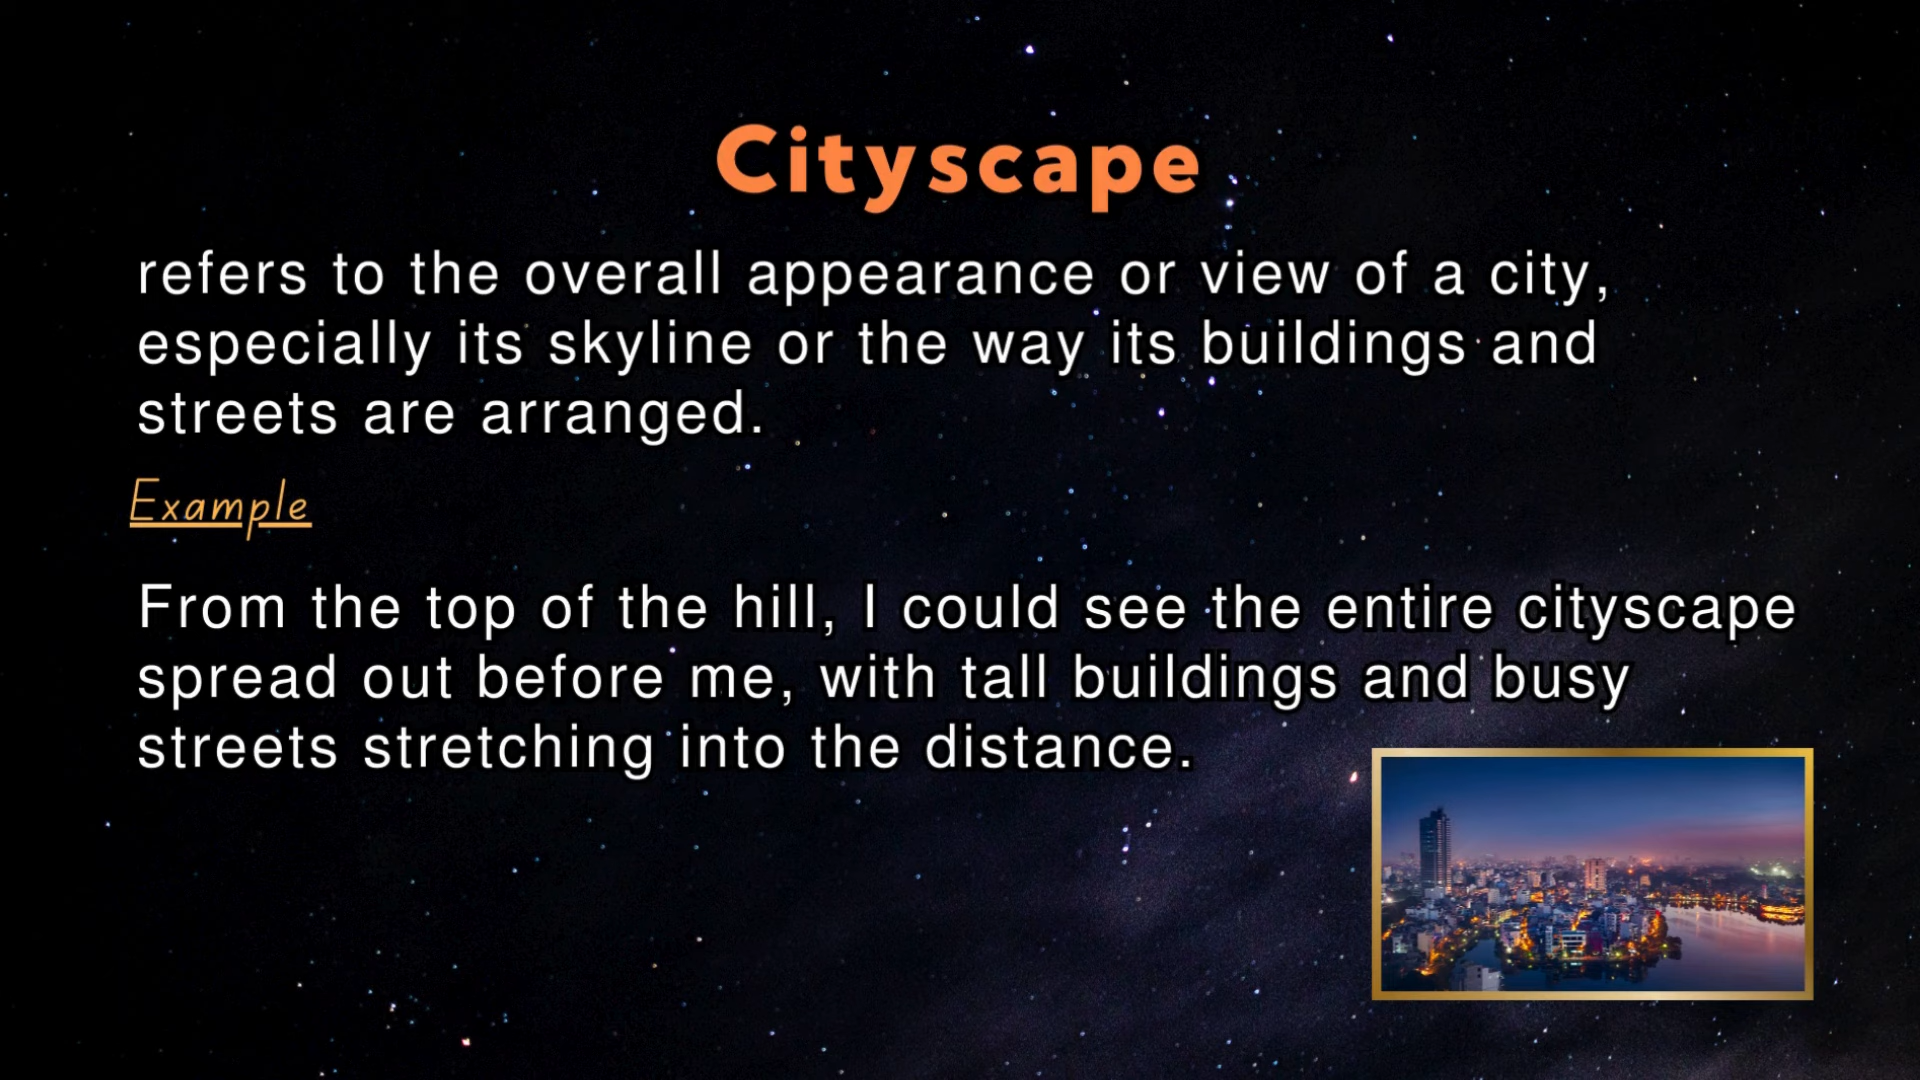 Cityscape
refers to the overall appearance or view of a city,
especially its skyline or the way its buildings and
streets are arranged.
Example
From the top of the hill, I could see the entire cityscape
spread out before me, with tall buildings and busy
streets stretching into the distance.